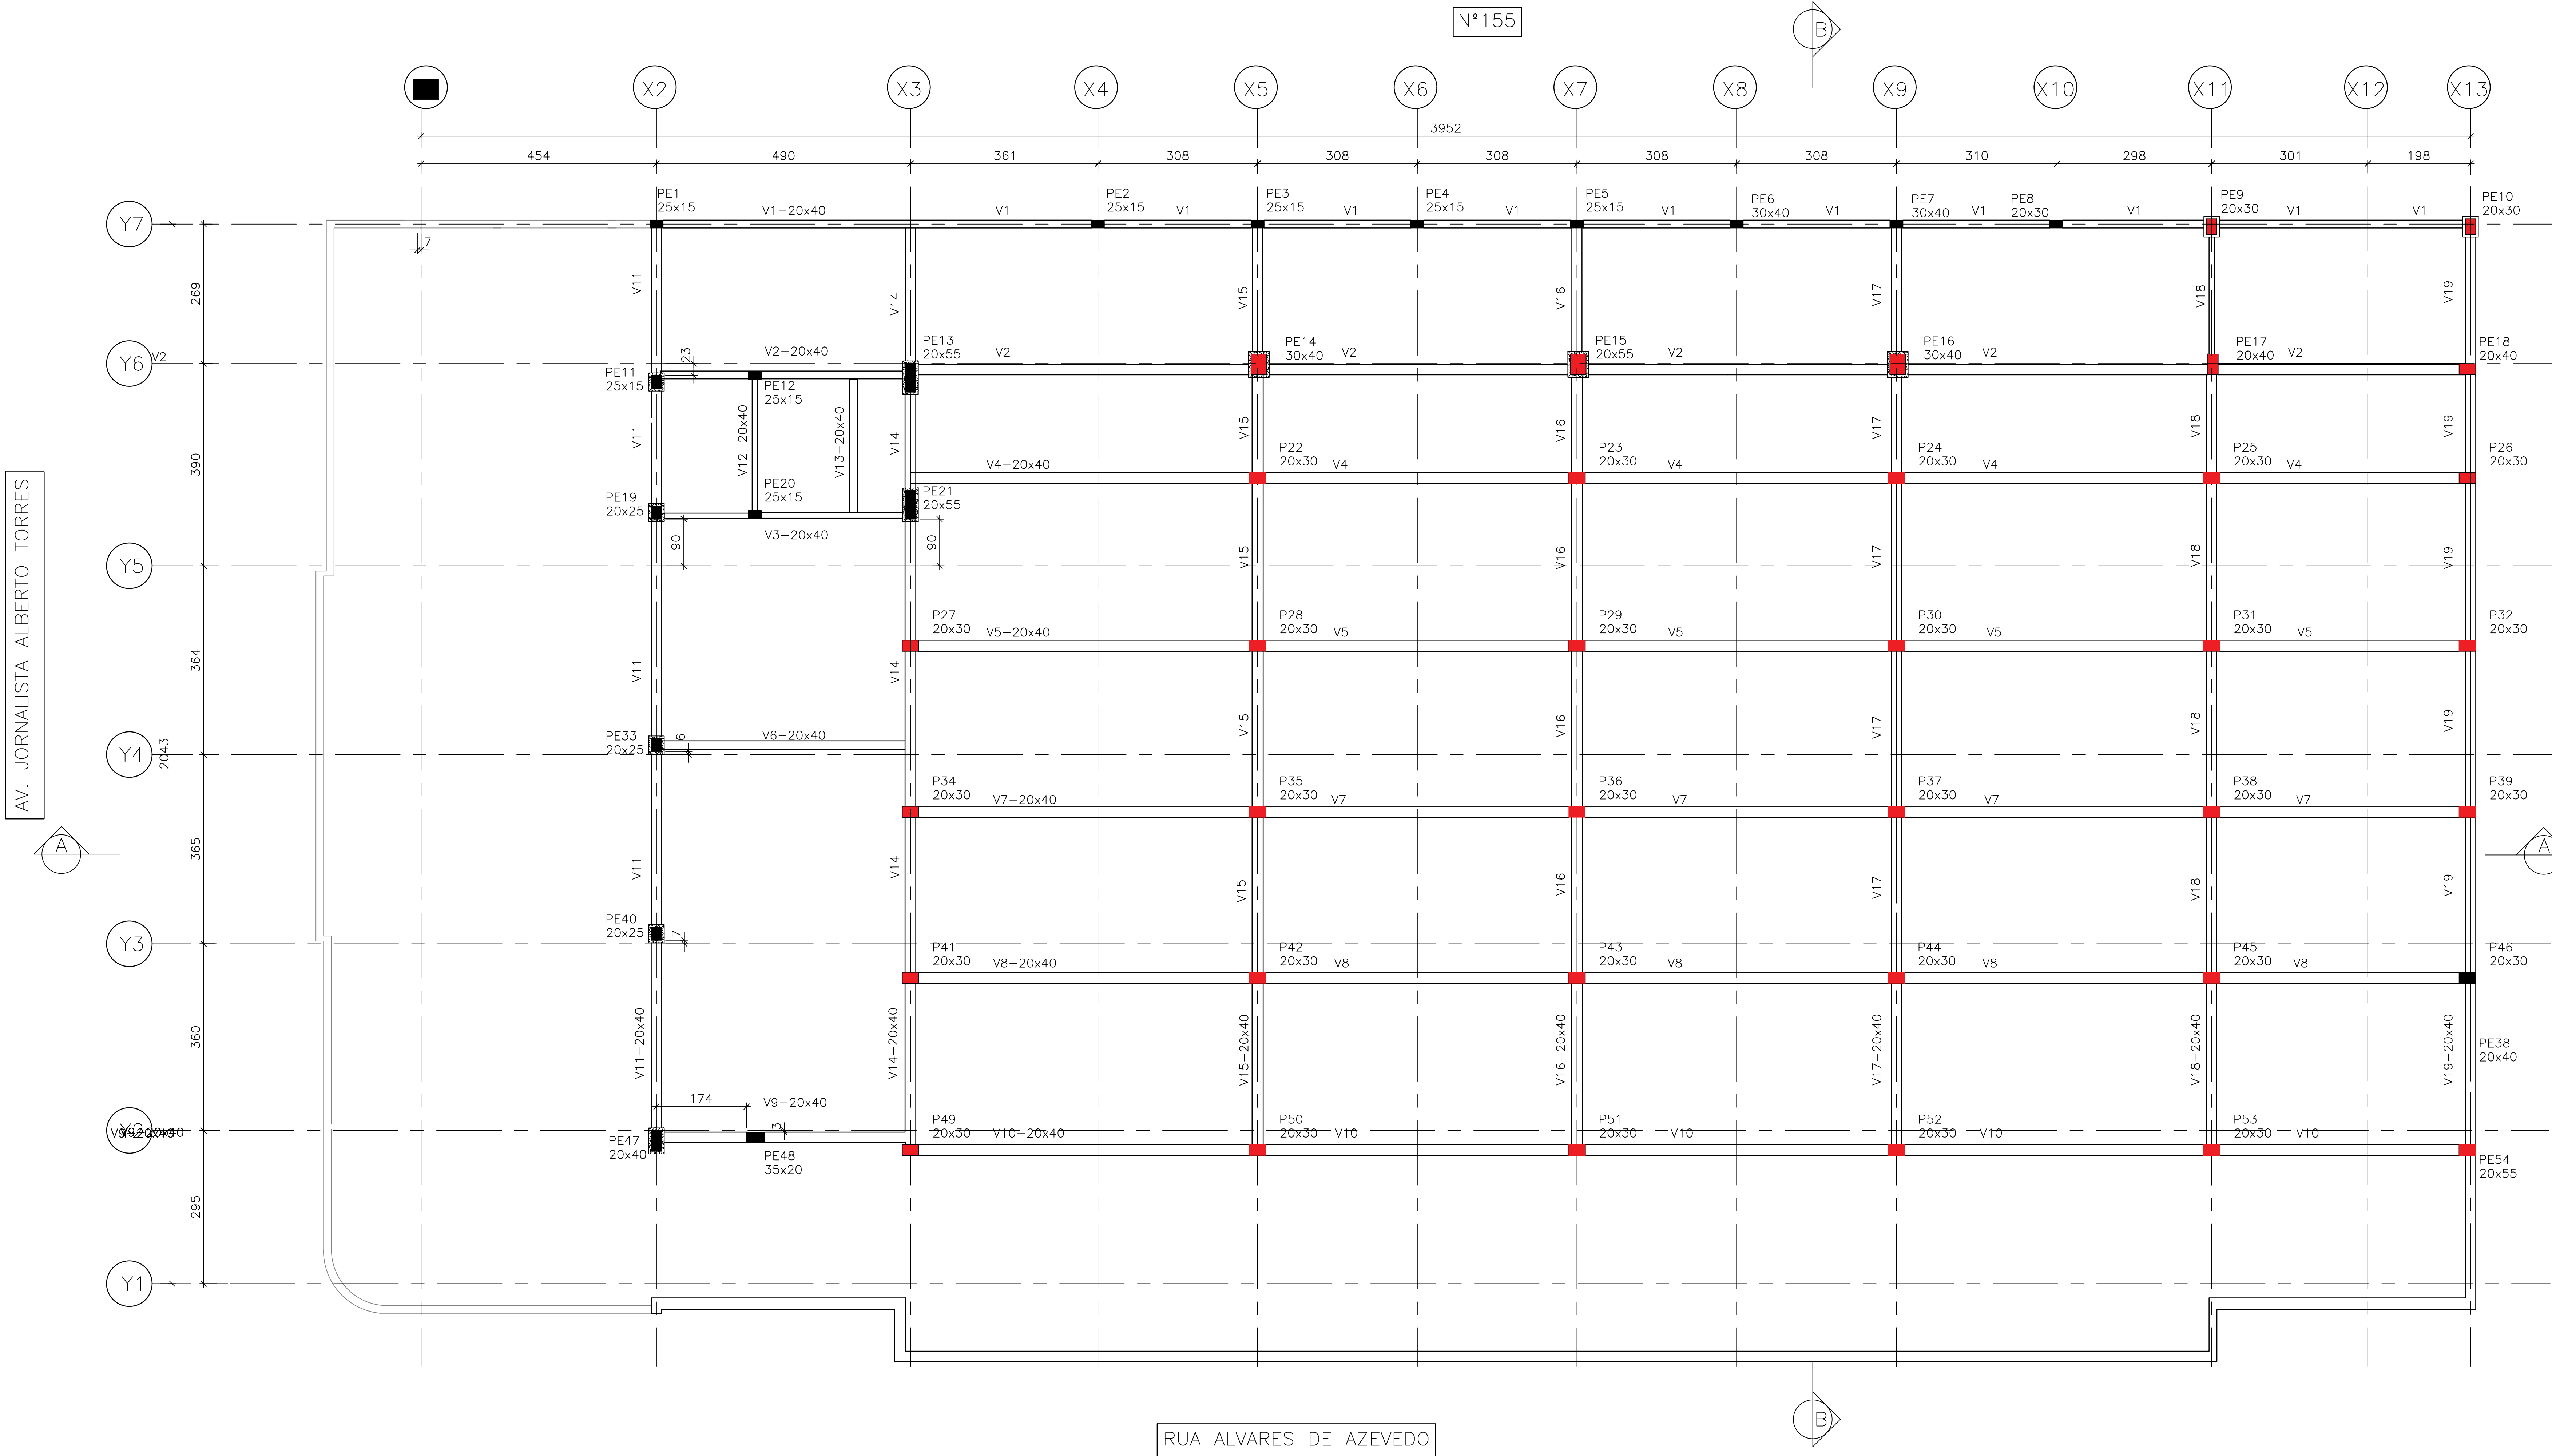 N°155
B
X2
X3
X4
X5
X6
X7
X8
X9
X10
X11
X12
X13
3952
454
490
361
308
308
308
308
308
310
298
301
198
PE1
25x15
V1-20x40
V1
PE2
25x15
V1
PE3
25x15
V1
PE4
25x15
V1
PE5
25x15
V1
PE6
30x40
V1
PE7
30x40
V1
PE8
20x30
V1
PE9
20x30
V1
V1
PE10
20x30
Y7
7
269
V11
V14
V15
V16
V17
V18
V19
Y6
V2
23
V2-20x40
PE11
25x15
PE12
25x15
PE13
20x55
V2
PE14
30x40
V2
PE15
20x55
V2
PE16
30x40
V2
PE17
20x40
V2
PE18
20x40
390
V11
V12-20x40
V13-20x40
V14
V15
V16
V17
V18
V19
V4-20x40
P22
20x30
V4
P23
20x30
V4
P24
20x30
V4
P25
20x30
V4
P26
20x30
PE19
20x25
PE20
25x15
PE21
20x55
V3-20x40
90
90
Y5
V15
V16
V17
V18
V19
AV. JORNALISTA ALBERTO TORRES
364
V11
V14
P27
20x30
V5-20x40
P28
20x30
V5
P29
20x30
V5
P30
20x30
V5
P31
20x30
V5
P32
20x30
Y4
2043
PE33
20x25
6
V6-20x40
V15
V16
V17
V18
V19
P34
20x30
V7-20x40
P35
20x30
V7
P36
20x30
V7
P37
20x30
V7
P38
20x30
V7
P39
20x30
A
365
V11
V14
V15
V16
V17
V18
V19
A
Y3
PE40
20x25
7
P41
20x30
V8-20x40
P42
20x30
V8
P43
20x30
V8
P44
20x30
V8
P45
20x30
V8
P46
20x30
360
V11-20x40
V14-20x40
V15-20x40
V16-20x40
V17-20x40
V18-20x40
V19-20x40
PE38
20x40
174
V9-20x40
3
PE47
20x40
PE48
35x20
P49
20x30
V10-20x40
P50
20x30
V10
P51
20x30
V10
P52
20x30
V10
P53
20x30
V10
PE54
20x55
295
Y1
B
RUA ALVARES DE AZEVEDO